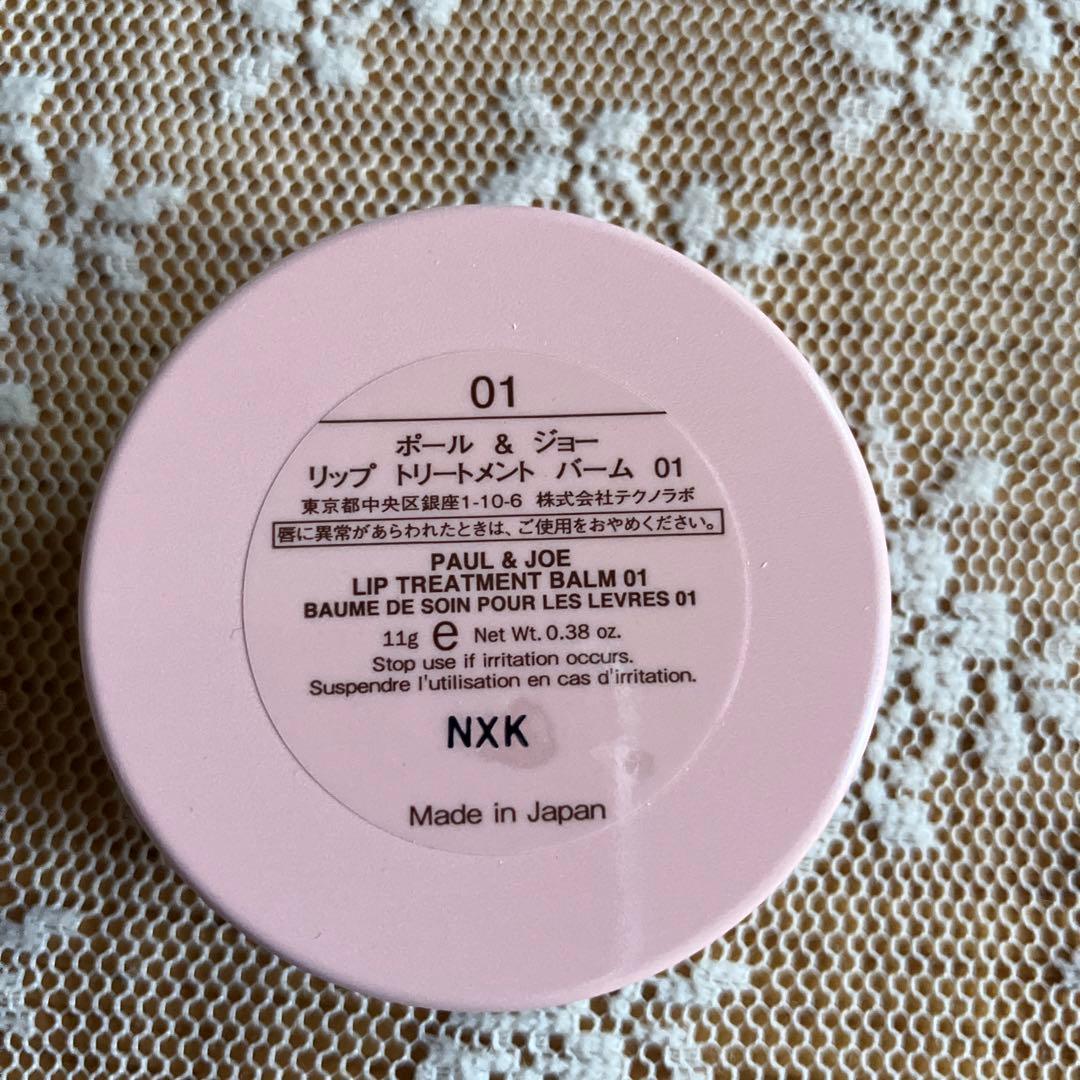 01
ポール & ジョー
リップ トリートメント バーム 01
東京都中央区銀座1-10-6 株式会社テクノラボ
唇に異常があらわれたときは、ご使用をおやめください。
PAUL & JOE
LIP TREATMENT BALM 01
BAUME DE SOIN POUR LES LEVRES 01
11g e Net Wt. 0.38 oz.
Stop use if irritation occurs.
Suspendre l'utilisation en cas d'irritation.
NXK
Made in Japan